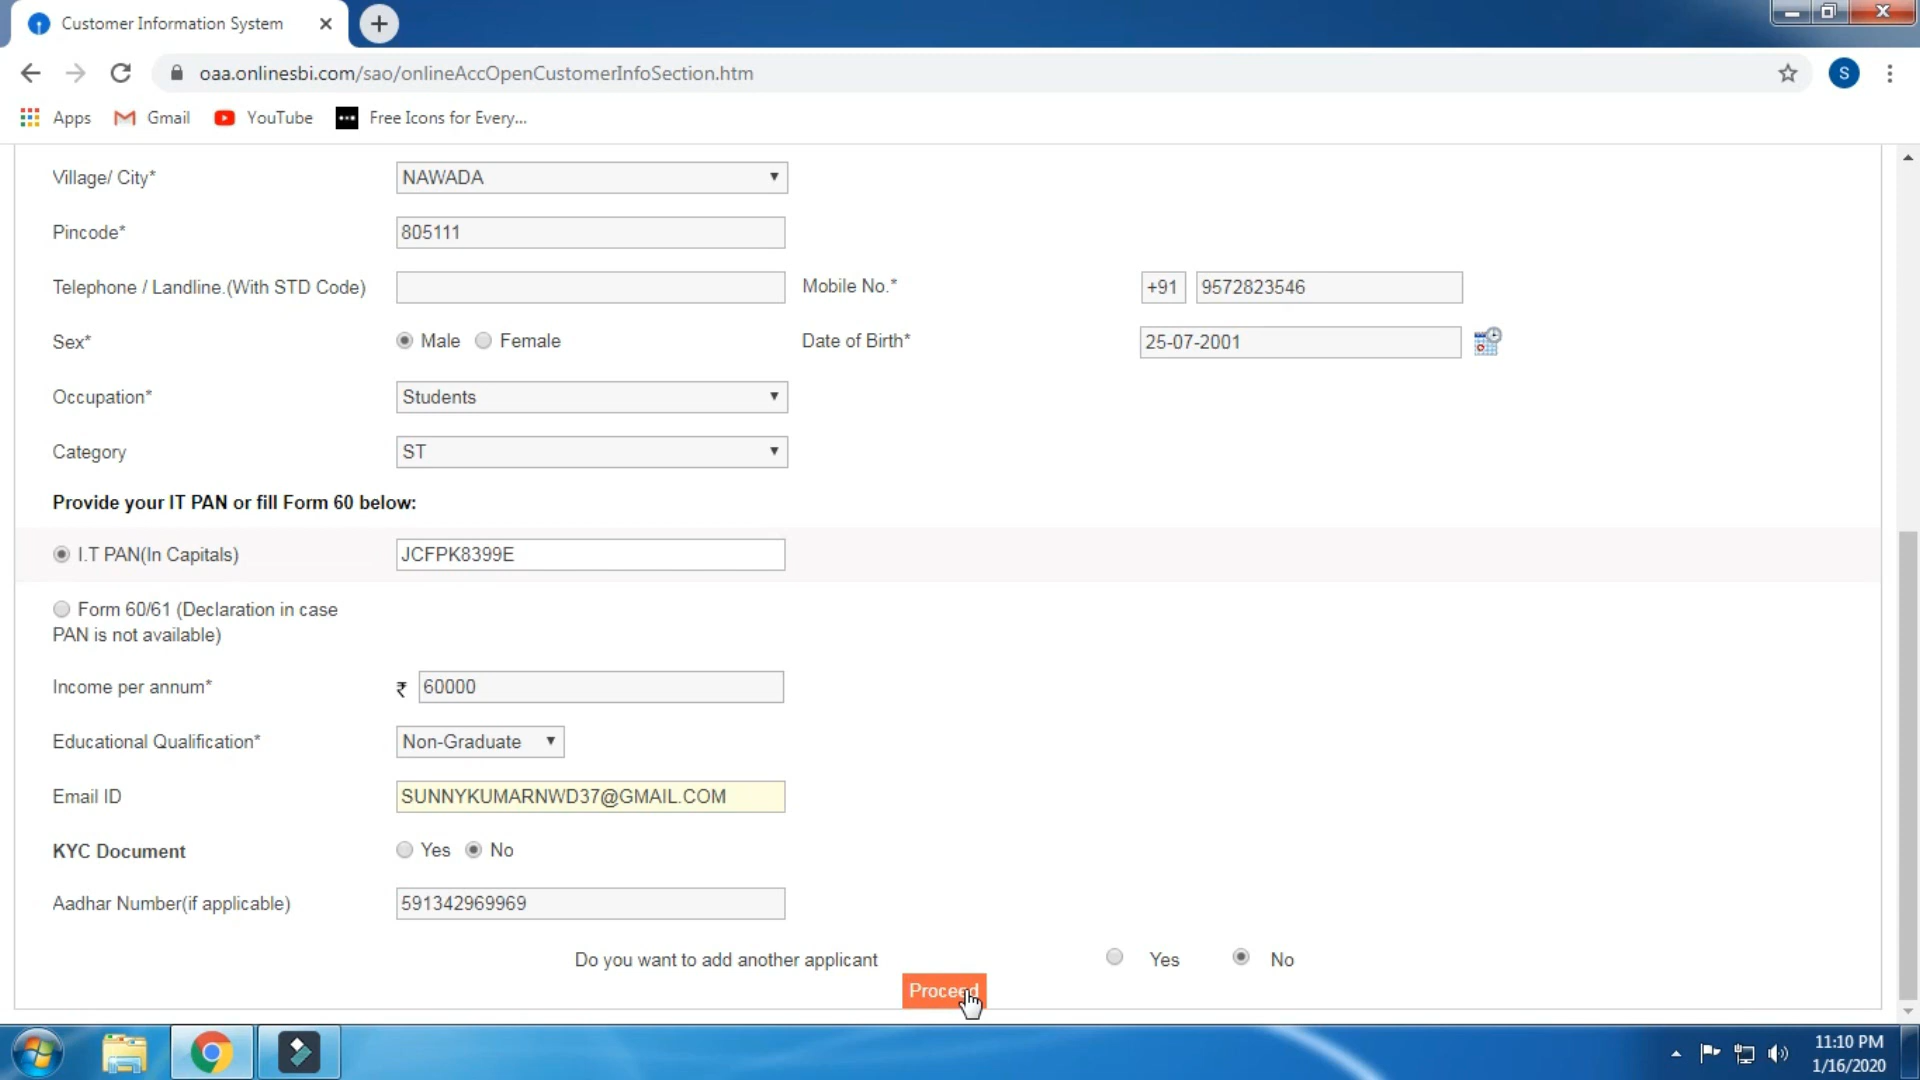 Customer Information System
oaa.onlinesbi.com/sao/onlineAccOpenCustomerInfoSection.htm
S
Apps Gmail YouTube Free Icons for Every...
Village/ City* NAWADA
Pincode* 805111
Telephone / Landline.(With STD Code) Mobile No.* +91 9572823546
Sex* Male Female Date of Birth* 25-07-2001
Occupation* Students
Category ST
Provide your IT PAN or fill Form 60 below:
I.T PAN(In Capitals) JCFPK8399E
Form 60/61 (Declaration in case
PAN is not available)
Income per annum* ₹ 60000
Educational Qualification* Non-Graduate
Email ID SUNNYKUMARNWD37@GMAIL.COM
KYC Document Yes No
Aadhar Number(if applicable) 591342969969
Do you want to add another applicant Yes No
Proceed
11:10 PM
1/16/2020